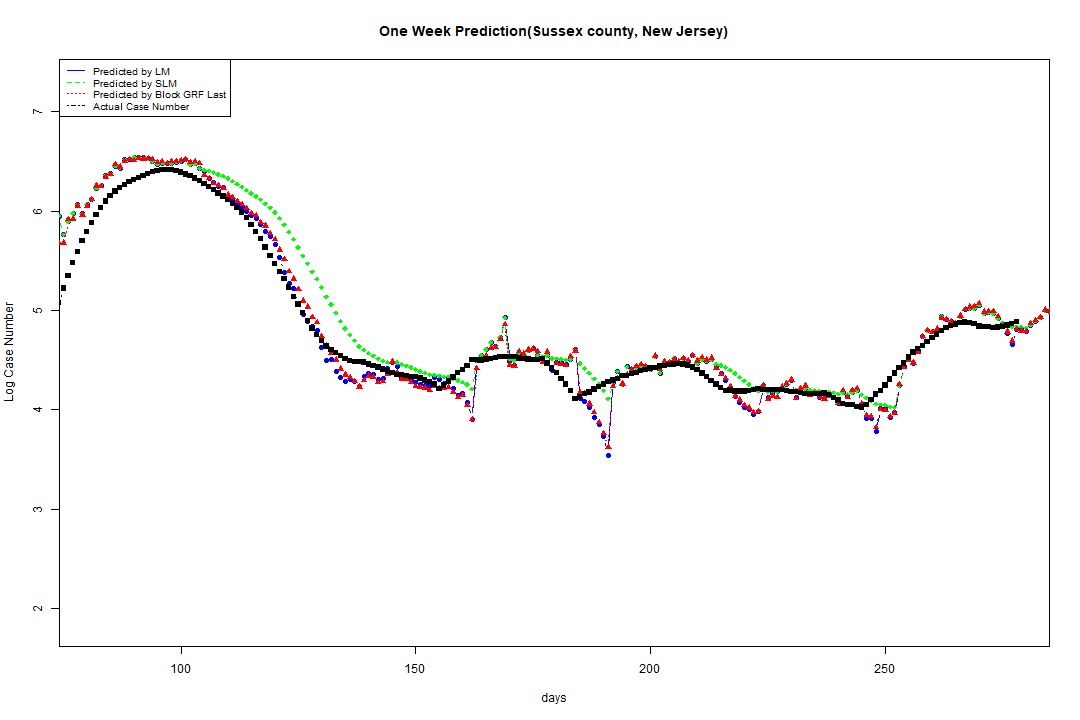 One Week Prediction(Sussex county, New Jersey)
Predicted by LM
Predicted by SLM
Predicted by Block GRF Last
Actual Case Number
7
6
5
4
3
2
Log Case Number
100
150
200
250
days